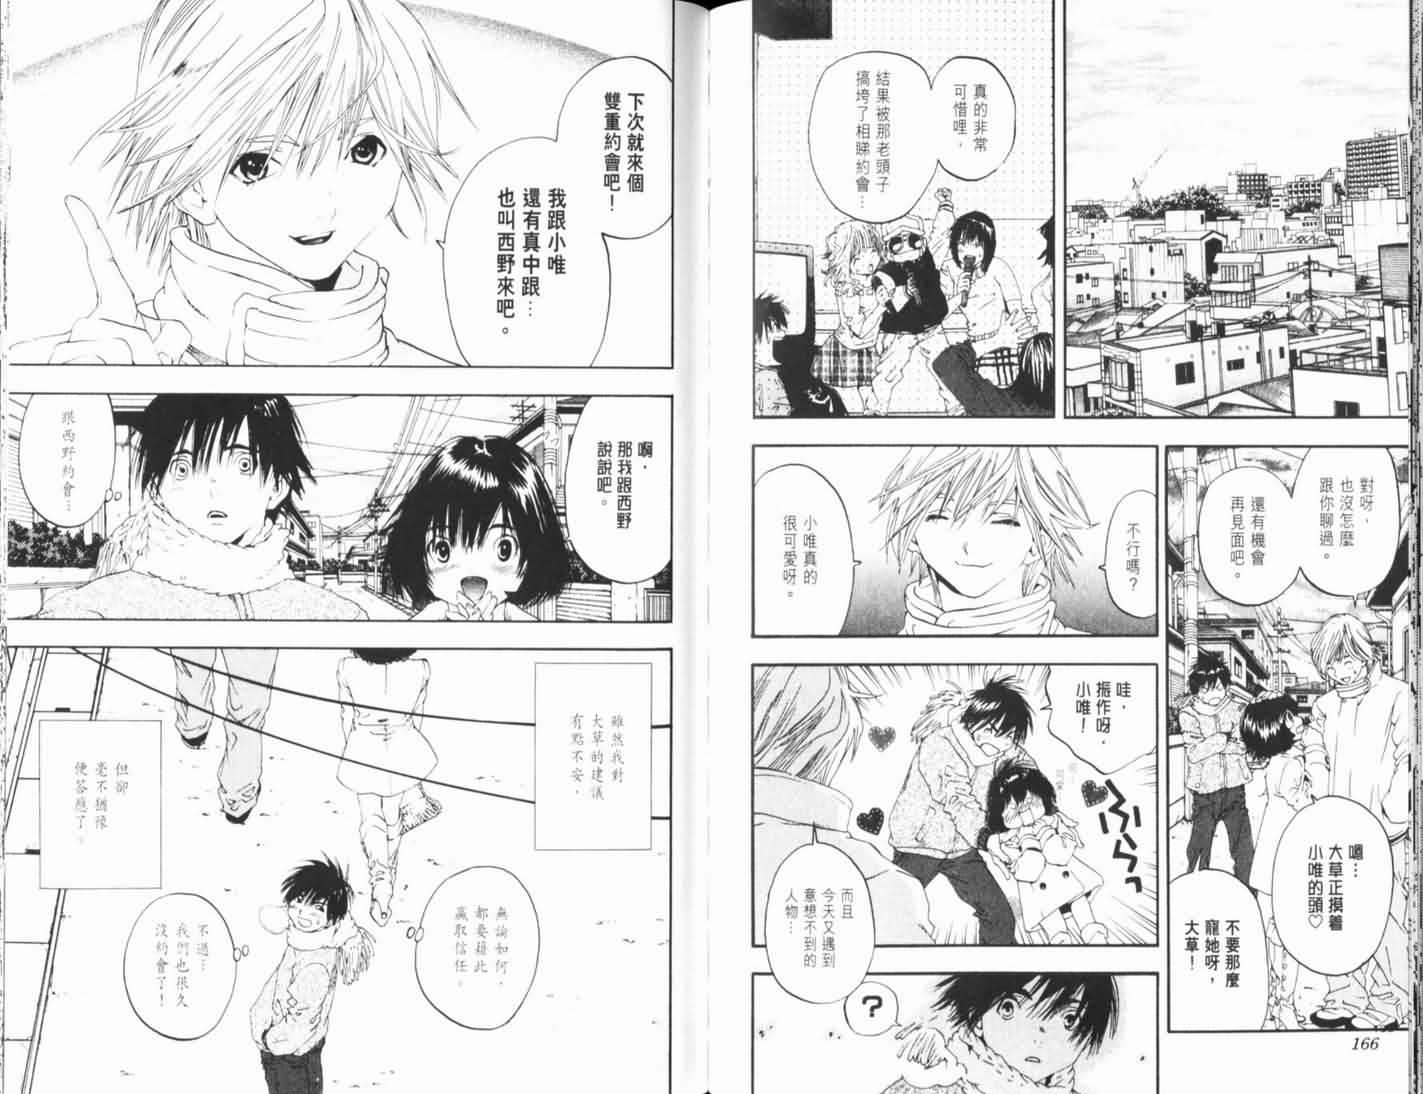 真的非常
可惜哩，
結果被那老頭子
搞垮了相睇約會…
對呀，
也沒怎麼
跟你聊過。
還有機會
再見面吧。
嗯…
大草正摸着
小唯的頭♡
不要那麼
寵她呀，
大草！
不行嗎？
小唯真的
很可愛呀。
哇，
振作呀，
小唯！
ふらっ
而且
今天又遇到
意想不到的
人物…
？
166
下次就來個
雙重約會吧！
我跟小唯
還有真中跟…
也叫西野來吧。
啊，
那我跟西野
說說吧。
跟西野約會…
雖然我對
大草的建議
有點不安，
但卻
毫不猶豫
便答應了。
無論如何，
都要藉此
贏取信任。
不過…
我們也很久
沒約會了！